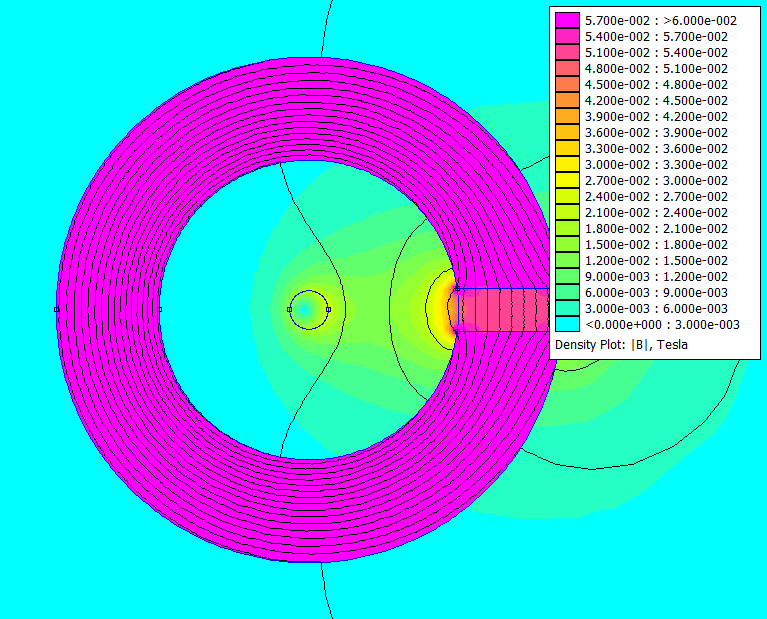 5.700e-002 : >6.000e-002
5.400e-002 : 5.700e-002
5.100e-002 : 5.400e-002
4.800e-002 : 5.100e-002
4.500e-002 : 4.800e-002
4.200e-002 : 4.500e-002
3.900e-002 : 4.200e-002
3.600e-002 : 3.900e-002
3.300e-002 : 3.600e-002
3.000e-002 : 3.300e-002
2.700e-002 : 3.000e-002
2.400e-002 : 2.700e-002
2.100e-002 : 2.400e-002
1.800e-002 : 2.100e-002
1.500e-002 : 1.800e-002
1.200e-002 : 1.500e-002
9.000e-003 : 1.200e-002
6.000e-003 : 9.000e-003
3.000e-003 : 6.000e-003
<0.000e+000 : 3.000e-003
Density Plot: |B|, Tesla